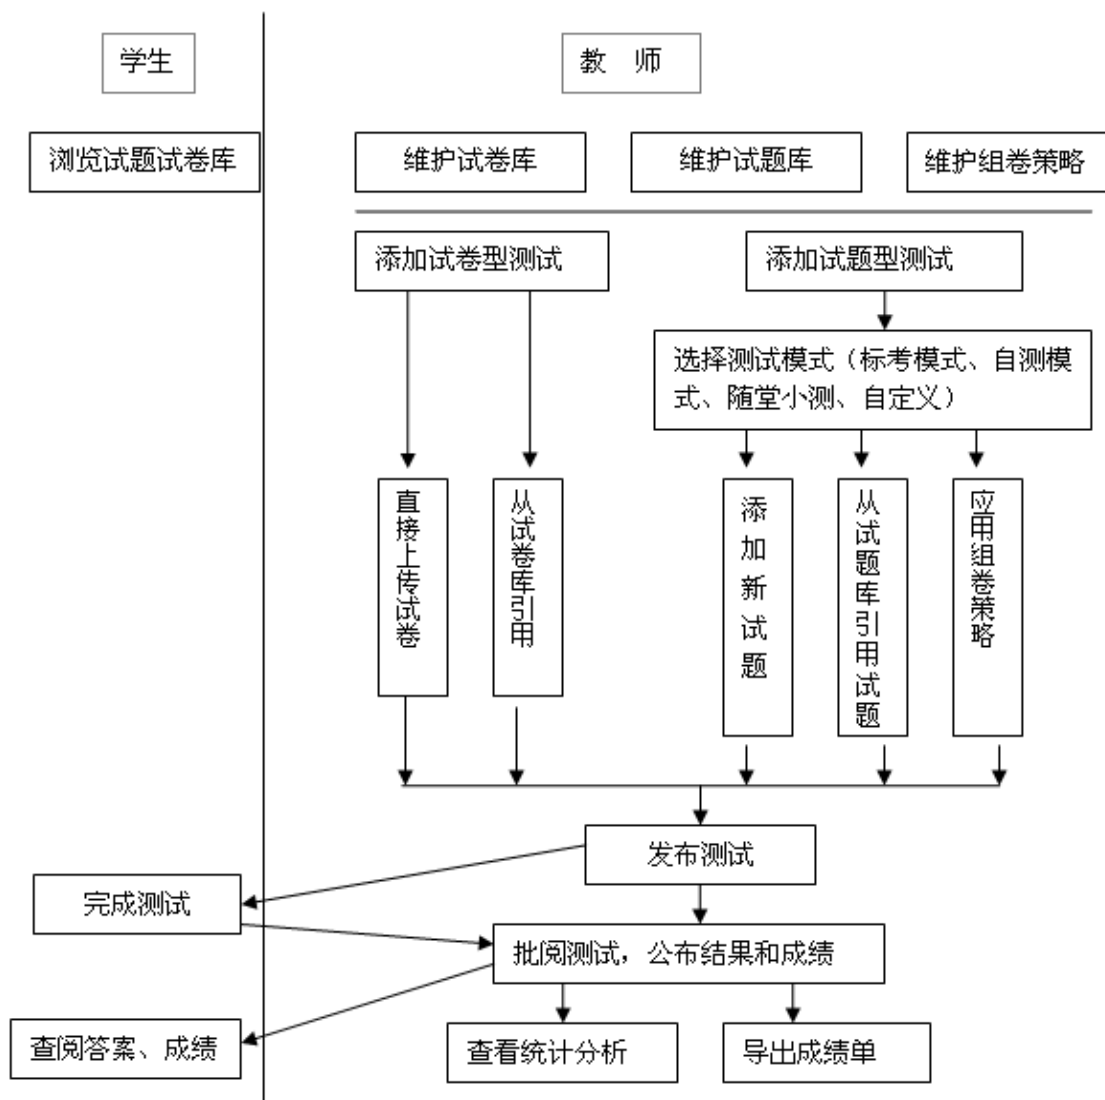 学生
教 师
浏览试题试卷库
维护试卷库
维护试题库
维护组卷策略
添加试卷型测试
添加试题型测试
选择测试模式（标考模式、自测模
式、随堂小测、自定义）
直接上传试卷
从试卷库引用
添加新试题
从试题库引用试题
应用组卷策略
发布测试
完成测试
批阅测试，公布结果和成绩
查阅答案、成绩
查看统计分析
导出成绩单